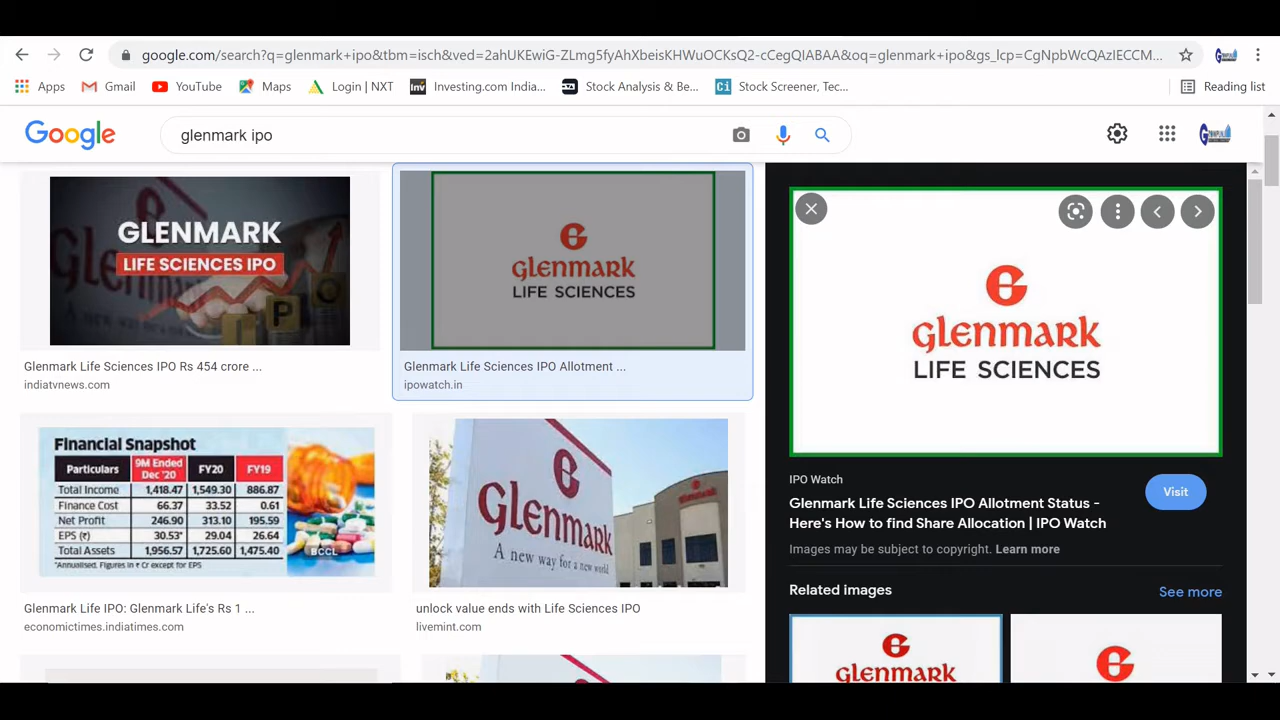 google.com/search?q=glenmark+ipo&tbm=isch&ved=2ahUKEwiG-ZLmg5fyAhXbeisKHWuOCKsQ2-cCegQIABAA&oq=glenmark+ipo&gs_lcp=CgNpbWcQAzIECCM...
Apps Gmail YouTube Maps Login | NXT Inv Investing.com India... Stock Analysis & Be... Ci Stock Screener, Tec... Reading list
Google glenmark ipo
GLENMARK
LIFE SCIENCES IPO
I P O
Glenmark Life Sciences IPO Rs 454 crore ...
indiatvnews.com
Glenmark
LIFE SCIENCES
Glenmark Life Sciences IPO Allotment ...
ipowatch.in
Financial Snapshot
Particulars 9M Ended Dec '20 FY20 FY19
Total Income 1,418.47 1,549.30 886.87
Finance Cost 66.37 33.52 0.61
Net Profit 246.90 313.10 195.59
EPS (₹) 30.53* 29.04 26.64
Total Assets 1,956.57 1,725.60 1,475.40
*Annualised. Figures in ₹ Cr except for EPS
BCCL
Glenmark Life IPO: Glenmark Life's Rs 1 ...
economictimes.indiatimes.com
Glenmark
A new way for a new world
unlock value ends with Life Sciences IPO
livemint.com
Glenmark
LIFE SCIENCES
IPO Watch
Glenmark Life Sciences IPO Allotment Status -
Here's How to find Share Allocation | IPO Watch
Visit
Images may be subject to copyright. Learn more
Related images See more
Glenmark